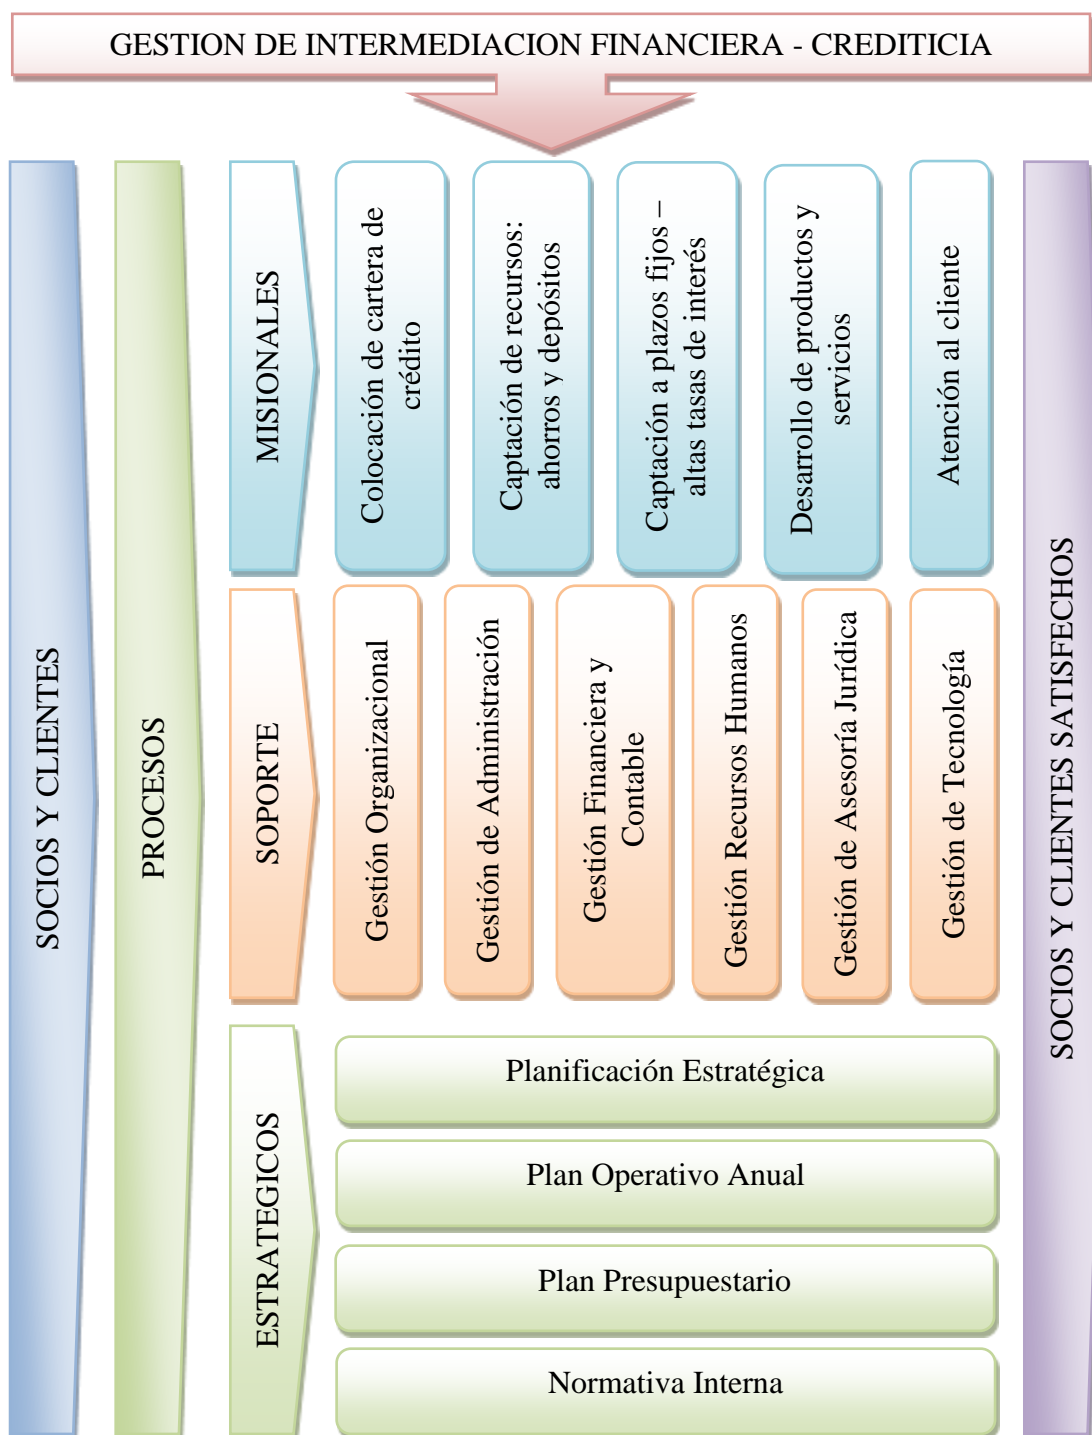 GESTION DE INTERMEDIACION FINANCIERA - CREDITICIA
SOCIOS Y CLIENTES
PROCESOS
MISIONALES
Colocación de cartera de
crédito
Captación de recursos:
ahorros y depósitos
Captación a plazos fijos –
altas tasas de interés
Desarrollo de productos y
servicios
Atención al cliente
SOPORTE
Gestión Organizacional
Gestión de Administración
Gestión Financiera y
Contable
Gestión Recursos Humanos
Gestión de Asesoría Jurídica
Gestión de Tecnología
ESTRATEGICOS
Planificación Estratégica
Plan Operativo Anual
Plan Presupuestario
Normativa Interna
SOCIOS Y CLIENTES SATISFECHOS